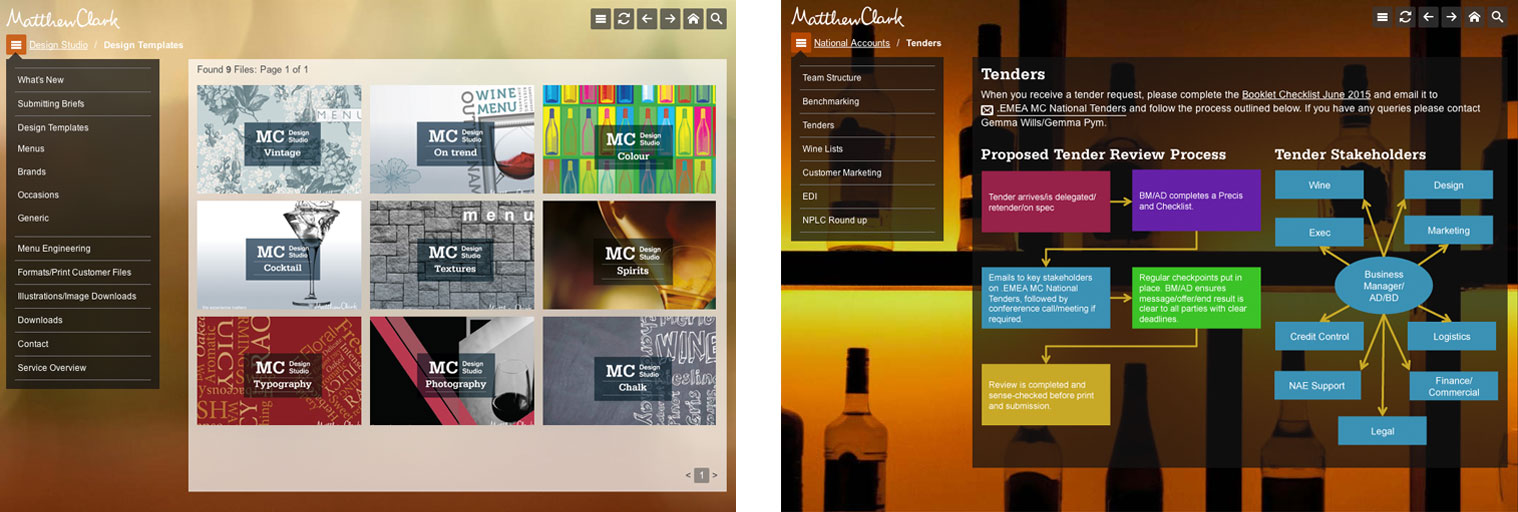 MatthewClark
Design Studio / Design Templates
What's New
Submitting Briefs
Design Templates
Menus
Brands
Occasions
Generic
Menu Engineering
Formats/Print Customer Files
Illustrations/Image Downloads
Downloads
Contact
Service Overview
Found 9 Files: Page 1 of 1
MENU
MC Design Studio
Vintage
WINE
MENU
MC Design Studio
On trend
MC Design Studio
Colour
MC Design Studio
Cocktail
menu
MC Design Studio
Textures
MC Design Studio
Spirits
MC Design Studio
Typography
MC Design Studio
Photography
WINE
MC Design Studio
Chalk
< 1 >
MatthewClark
National Accounts / Tenders
Team Structure
Benchmarking
Tenders
Wine Lists
Customer Marketing
EDI
NPLC Round up
Tenders
When you receive a tender request, please complete the Booklet Checklist June 2015 and email it to
.EMEA MC National Tenders and follow the process outlined below. If you have any queries please contact
Gemma Wills/Gemma Pym.
Proposed Tender Review Process
Tender arrives/is delegated/
retender/on spec
BM/AD completes a Precis
and Checklist.
Emails to key stakeholders
on .EMEA MC National
Tenders, followed by
confererence call/meeting if
required.
Regular checkpoints put in
place. BM/AD ensures
message/offer/end result is
clear to all parties with clear
deadlines.
Review is completed and
sense-checked before print
and submission.
Tender Stakeholders
Wine
Design
Exec
Marketing
Business
Manager/
AD/BD
Credit Control
Logistics
NAE Support
Finance/
Commercial
Legal